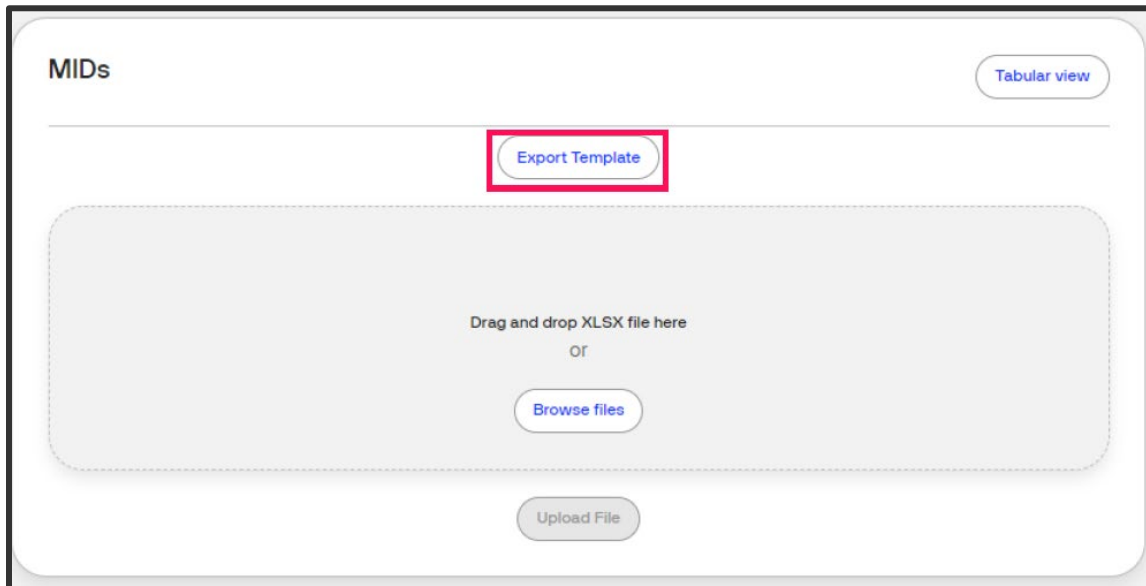 MIDs
Tabular view
Export Template
Drag and drop XLSX file here
or
Browse files
Upload File